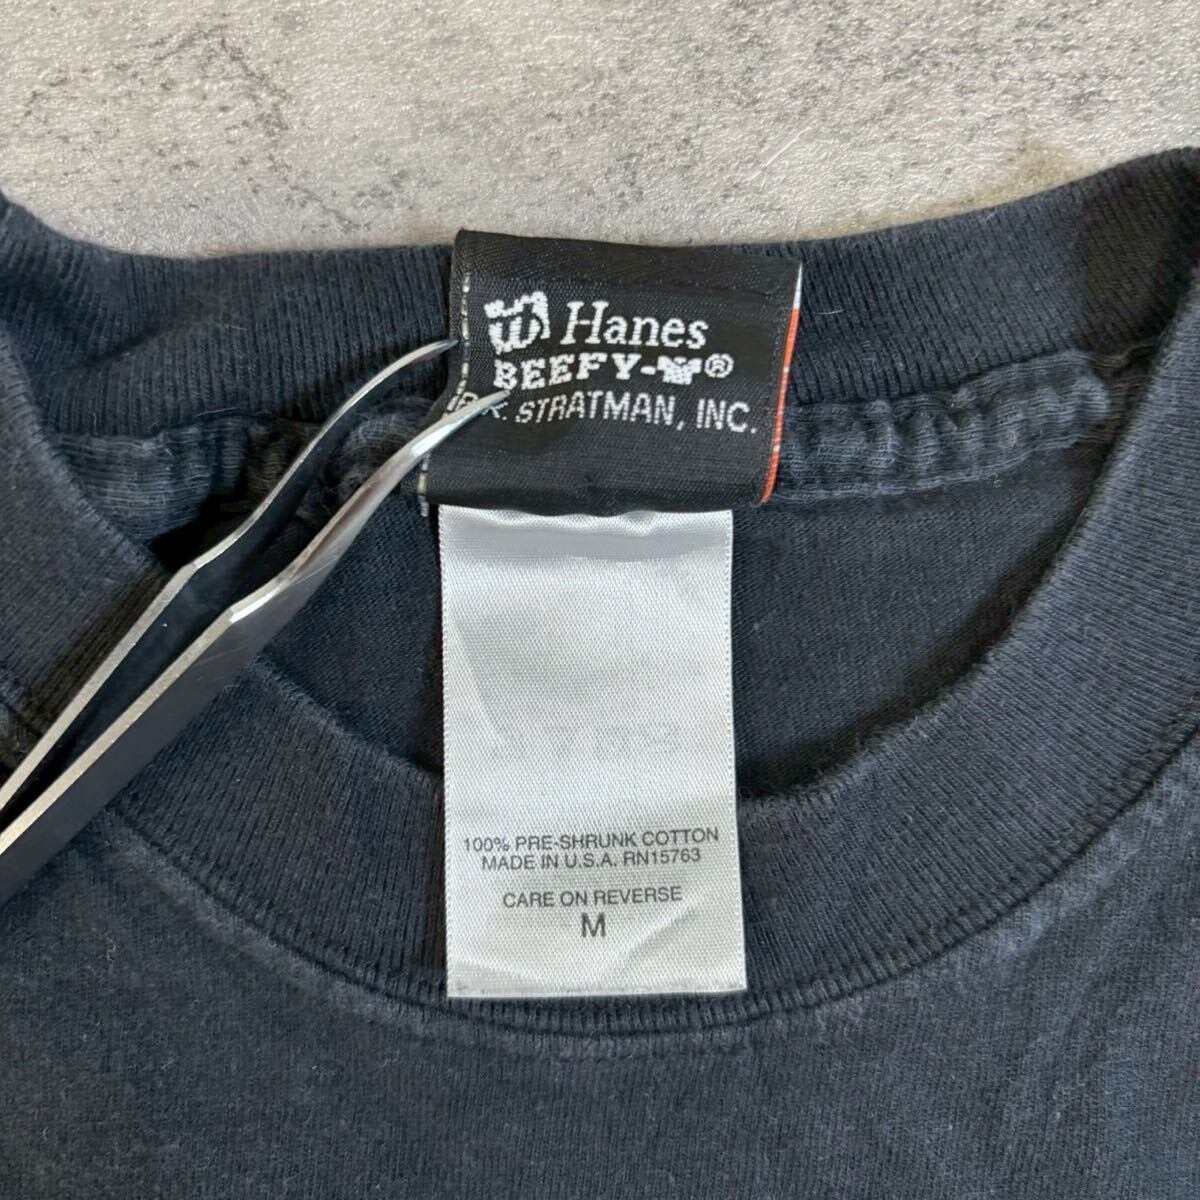 Hanes
BEEFY-T®
R. STRATMAN, INC.
100% PRE-SHRUNK COTTON
MADE IN U.S.A. RN15763
CARE ON REVERSE
M